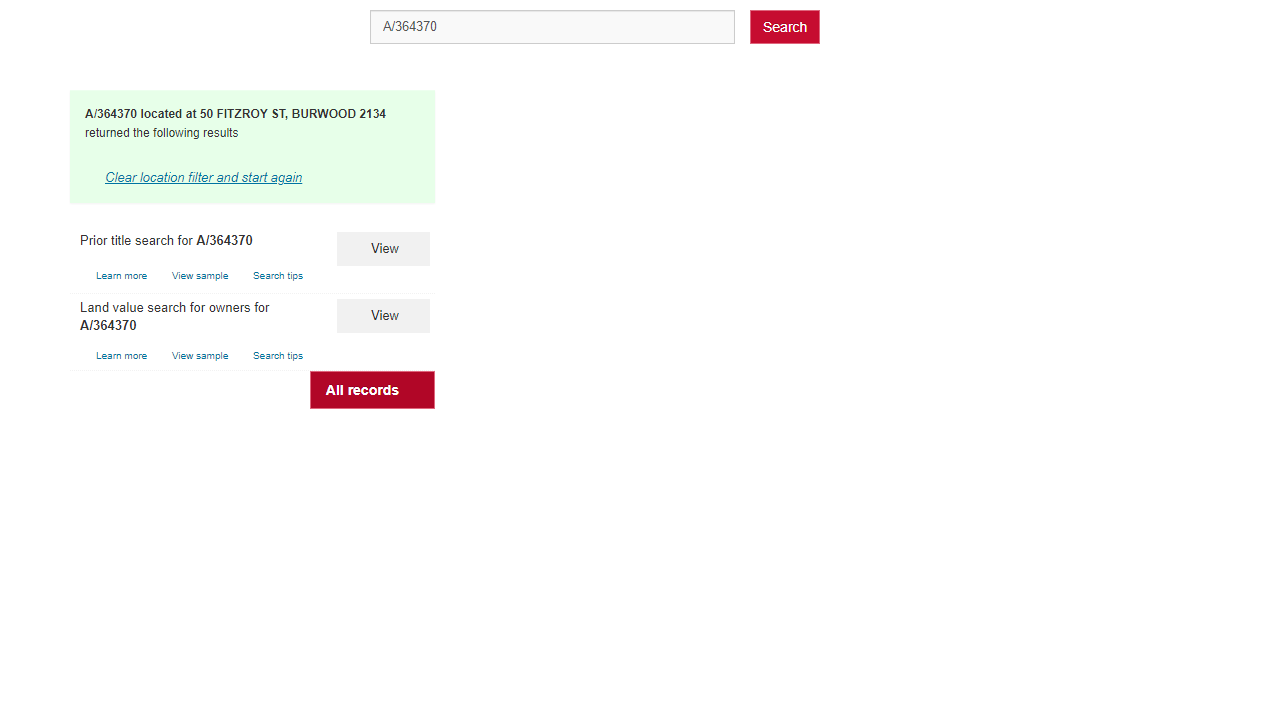 A/364370
Search
A/364370 located at 50 FITZROY ST, BURWOOD 2134
returned the following results
Clear location filter and start again
Prior title search for A/364370
View
Learn more View sample Search tips
Land value search for owners for
A/364370
View
Learn more View sample Search tips
All records